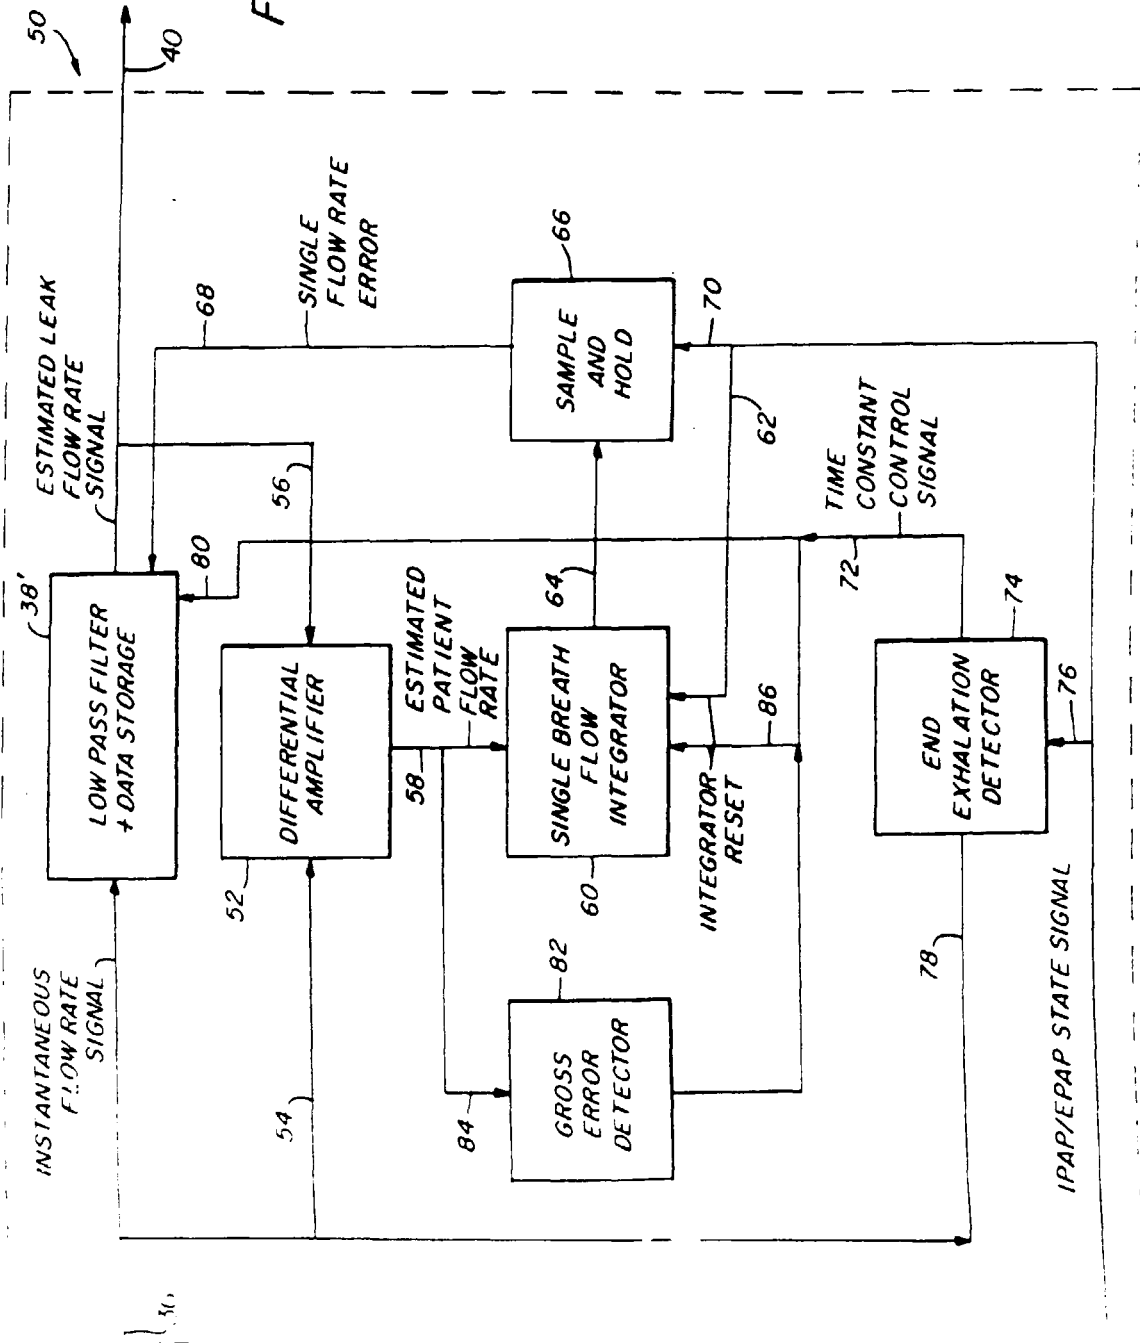 50
40
F
ESTIMATED LEAK
FLOW RATE
SIGNAL
38'
LOW PASS FILTER
+ DATA STORAGE
INSTANTANEOUS
FLOW RATE
SIGNAL
68
80
56
SINGLE
FLOW RATE
ERROR
DIFFERENTIAL
AMPLIFIER
52
54
58
ESTIMATED
PATIENT
FLOW
RATE
66
SAMPLE
AND
HOLD
64
SINGLE BREATH
FLOW
INTEGRATOR
60
82
GROSS
ERROR
DETECTOR
84
70
62
86
INTEGRATOR
RESET
TIME
CONSTANT
CONTROL
SIGNAL
72
74
END
EXHALATION
DETECTOR
78
76
IPAP/EPAP STATE SIGNAL
36